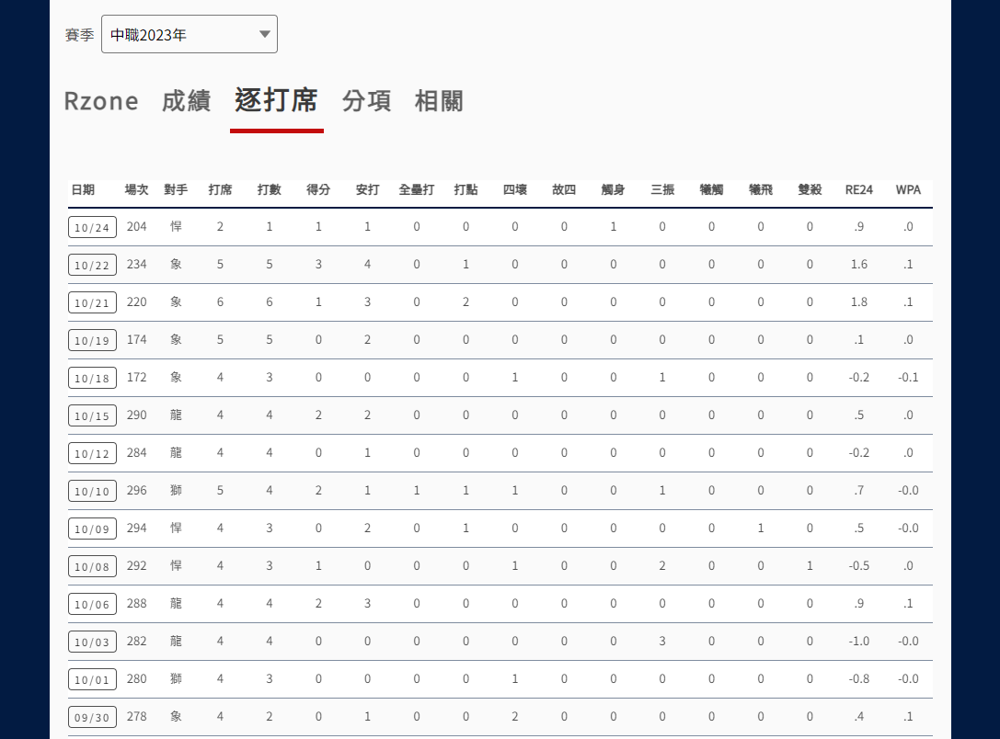 賽季 中職2023年
Rzone 成績 逐打席 分項 相關
日期 場次 對手 打席 打數 得分 安打 全壘打 打點 四壞 故四 觸身 三振 犧觸 犧飛 雙殺 RE24 WPA
10/24 204 悍 2 1 1 1 0 0 0 0 1 0 0 0 0 .9 .0
10/22 234 象 5 5 3 4 0 1 0 0 0 0 0 0 0 1.6 .1
10/21 220 象 6 6 1 3 0 2 0 0 0 0 0 0 0 1.8 .1
10/19 174 象 5 5 0 2 0 0 0 0 0 0 0 0 0 .1 .0
10/18 172 象 4 3 0 0 0 0 1 0 0 1 0 0 0 -0.2 -0.1
10/15 290 龍 4 4 2 2 0 0 0 0 0 0 0 0 0 .5 .0
10/12 284 龍 4 4 0 1 0 0 0 0 0 0 0 0 0 -0.2 .0
10/10 296 獅 5 4 2 1 1 1 1 0 0 1 0 0 0 .7 -0.0
10/09 294 悍 4 3 0 2 0 1 0 0 0 0 0 1 0 .5 -0.0
10/08 292 悍 4 3 1 0 0 0 1 0 0 2 0 0 1 -0.5 .0
10/06 288 龍 4 4 2 3 0 0 0 0 0 0 0 0 0 .9 .1
10/03 282 龍 4 4 0 0 0 0 0 0 0 3 0 0 0 -1.0 -0.0
10/01 280 獅 4 3 0 0 0 0 1 0 0 0 0 0 0 -0.8 -0.0
09/30 278 象 4 2 0 1 0 0 2 0 0 0 0 0 0 .4 .1